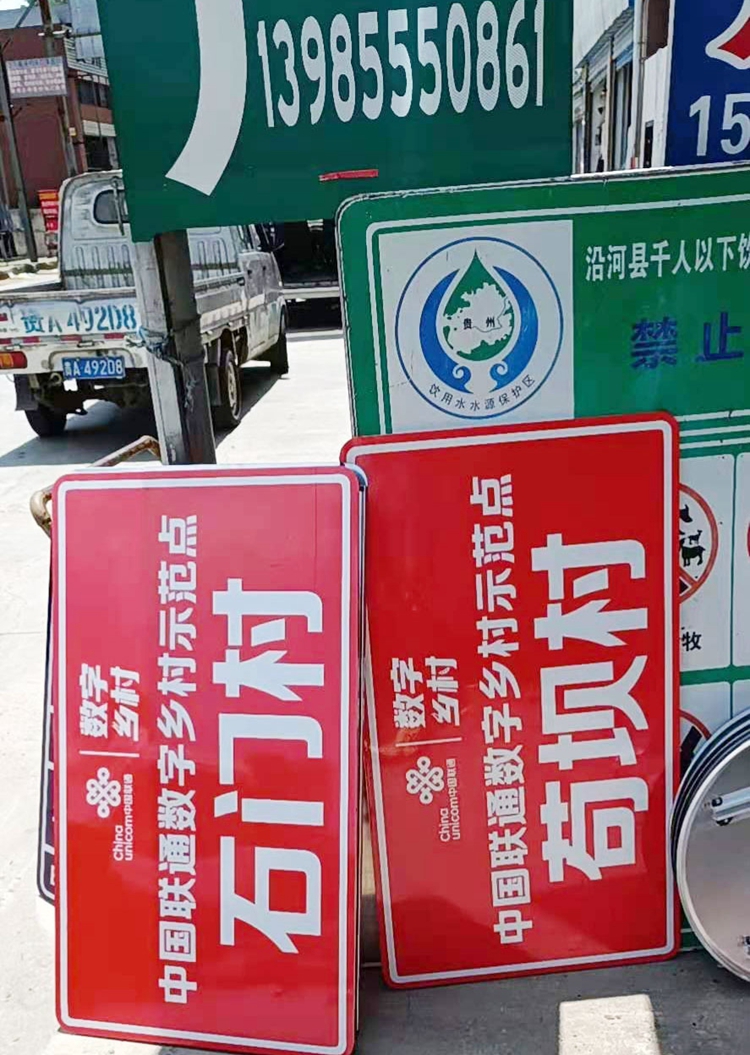 13985550861
15
沿河县千人以下饮
禁止
贵州
饮用水水源保护区
牧
贵A 49208
贵A·49208
China
unicom中国联通
数字
乡村
中国联通数字乡村示范点
石门村
China
unicom中国联通
数字
乡村
中国联通数字乡村示范点
苟坝村